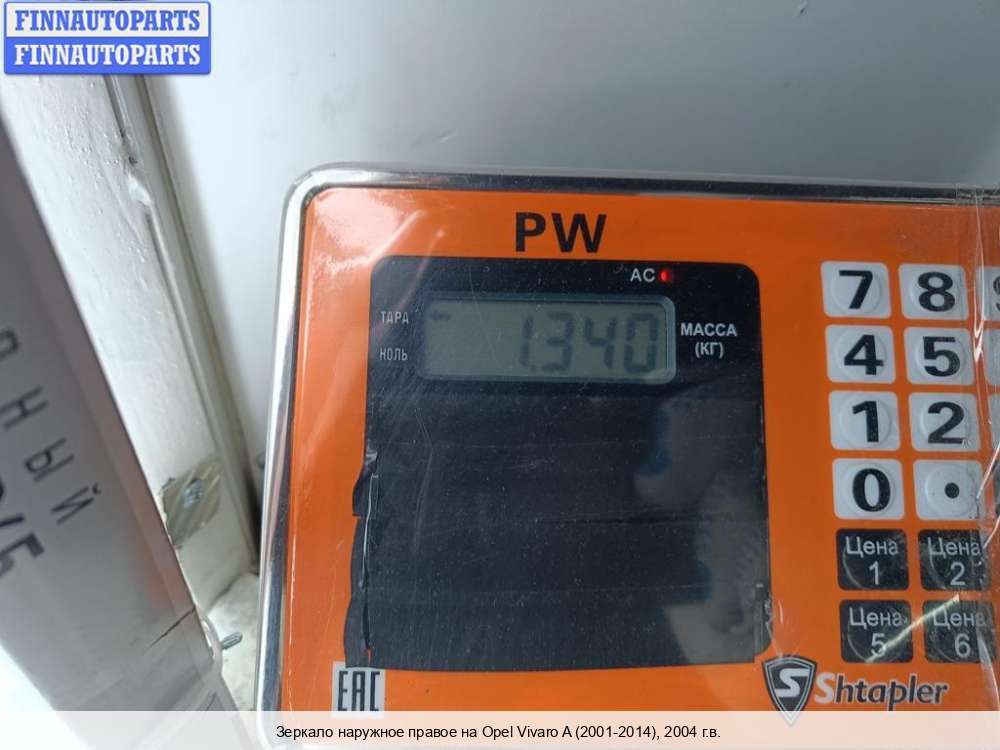 FINNAUTOPARTS
FINNAUTOPARTS
PW
AC
ТАРА
НОЛЬ
1.340
МАССА
(КГ)
7 8
4 5
1 2
0 •
Цена 1
Цена 2
Цена 5
Цена 6
EAC
S Shtapler
Зеркало наружное правое на Opel Vivaro A (2001-2014), 2004 г.в.